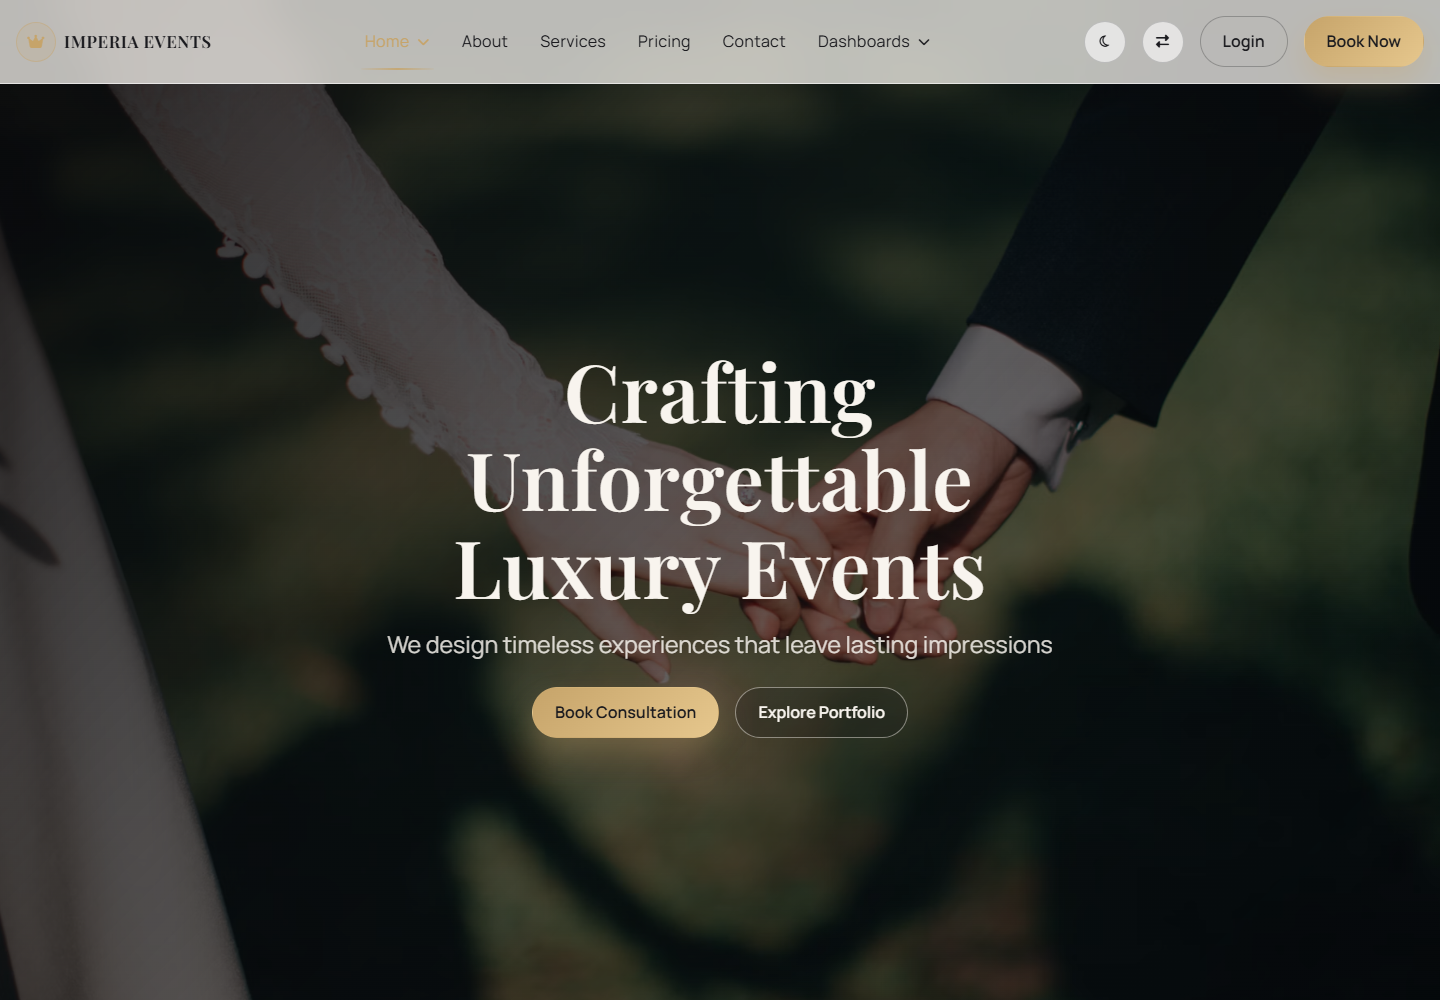 IMPERIA EVENTS
Home
About
Services
Pricing
Contact
Dashboards
Login
Book Now
Crafting
Unforgettable
Luxury Events
We design timeless experiences that leave lasting impressions
Book Consultation
Explore Portfolio